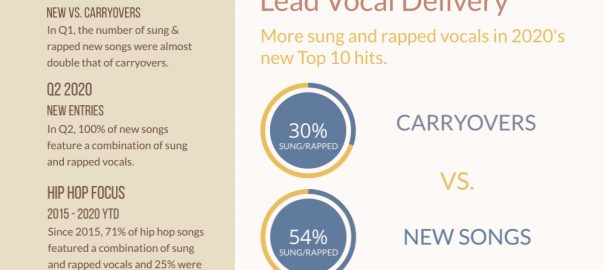 NEW VS. CARRYOVERS
In Q1, the number of sung &
rapped new songs were almost
double that of carryovers.
Q2 2020
NEW ENTRIES
In Q2, 100% of new songs
feature a combination of sung
and rapped vocals.
HIP HOP FOCUS
2015 - 2020 YTD
Since 2015, 71% of hip hop songs
featured a combination of sung
and rapped vocals and 25% were
Lead Vocal Delivery
More sung and rapped vocals in 2020's
new Top 10 hits.
30%
SUNG/RAPPED
CARRYOVERS
VS.
54%
SUNG/RAPPED
NEW SONGS